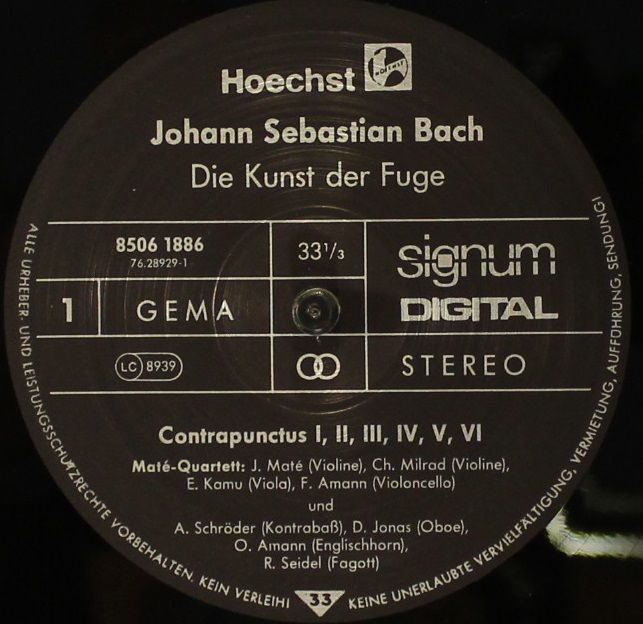 Hoechst
HOECHST
Johann Sebastian Bach
Die Kunst der Fuge
8506 1886
76.28929-1
33 1/3
signum
DIGITAL
1
GEMA
LC 8939
STEREO
Contrapunctus I, II, III, IV, V, VI
Maté-Quartett: J. Maté (Violine), Ch. Milrad (Violine),
E. Kamu (Viola), F. Amann (Violoncello)
und
A. Schröder (Kontrabaß), D. Jonas (Oboe),
O. Amann (Englischhorn),
R. Seidel (Fagott)
ALLE URHEBER- UND LEISTUNGSSCHUTZRECHTE VORBEHALTEN. KEIN VERLEIH! KEINE UNERLAUBTE VERVIELFÄLTIGUNG, VERMIETUNG, AUFFÜHRUNG, SENDUNG!
33